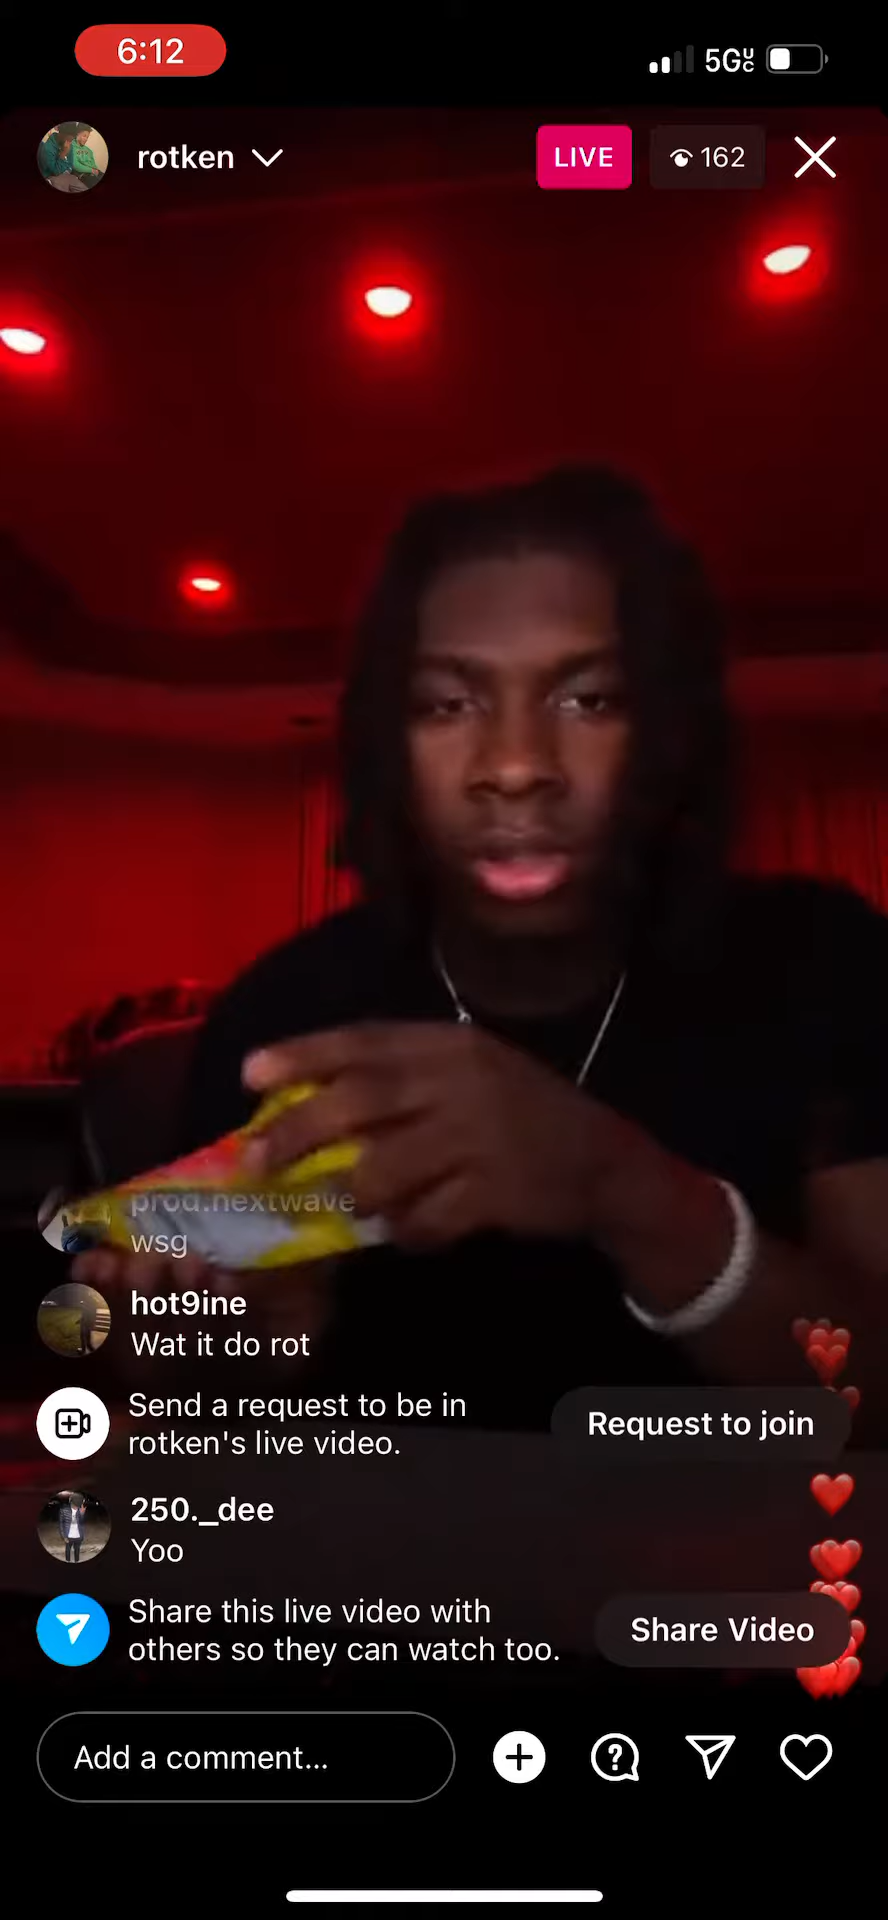 6:12
5GUC
rotken
LIVE
162
prod.nextwave
wsg
hot9ine
Wat it do rot
Send a request to be in
rotken's live video.
Request to join
250._dee
Yoo
Share this live video with
others so they can watch too.
Share Video
Add a comment...